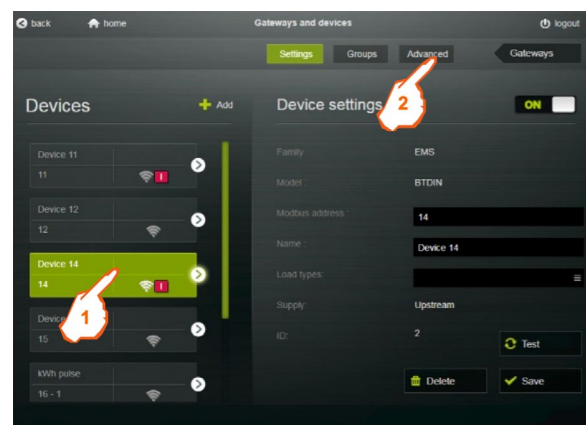 back home Gateways and devices logout
Settings Groups Advanced Gateways
Devices Add Device settings ON
Device 11
11 I
Device 12
12
Device 14
14 I
Device
15
kWh pulse
16 - 1
Family EMS
Model : BTDIN
Modbus address : 14
Name : Device 14
Load types:
Supply: Upstream
ID: 2
Test
Delete Save
1
2